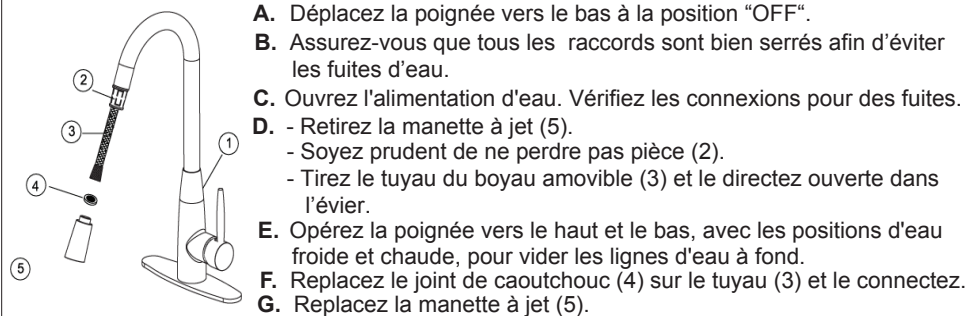 A. Déplacez la poignée vers le bas à la position “OFF“.
B. Assurez-vous que tous les raccords sont bien serrés afin d’éviter
les fuites d’eau.
C. Ouvrez l'alimentation d'eau. Vérifiez les connexions pour des fuites.
D. - Retirez la manette à jet (5).
- Soyez prudent de ne perdre pas pièce (2).
- Tirez le tuyau du boyau amovible (3) et le directez ouverte dans
l’évier.
E. Opérez la poignée vers le haut et le bas, avec les positions d'eau
froide et chaude, pour vider les lignes d'eau à fond.
F. Replacez le joint de caoutchouc (4) sur le tuyau (3) et le connectez.
G. Replacez la manette à jet (5).
2
3
1
4
5